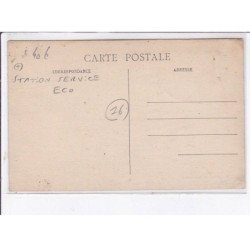 CARTE POSTALE
CORRESPONDANCE
ADRESSE
STATION SERVICE
ECO
26